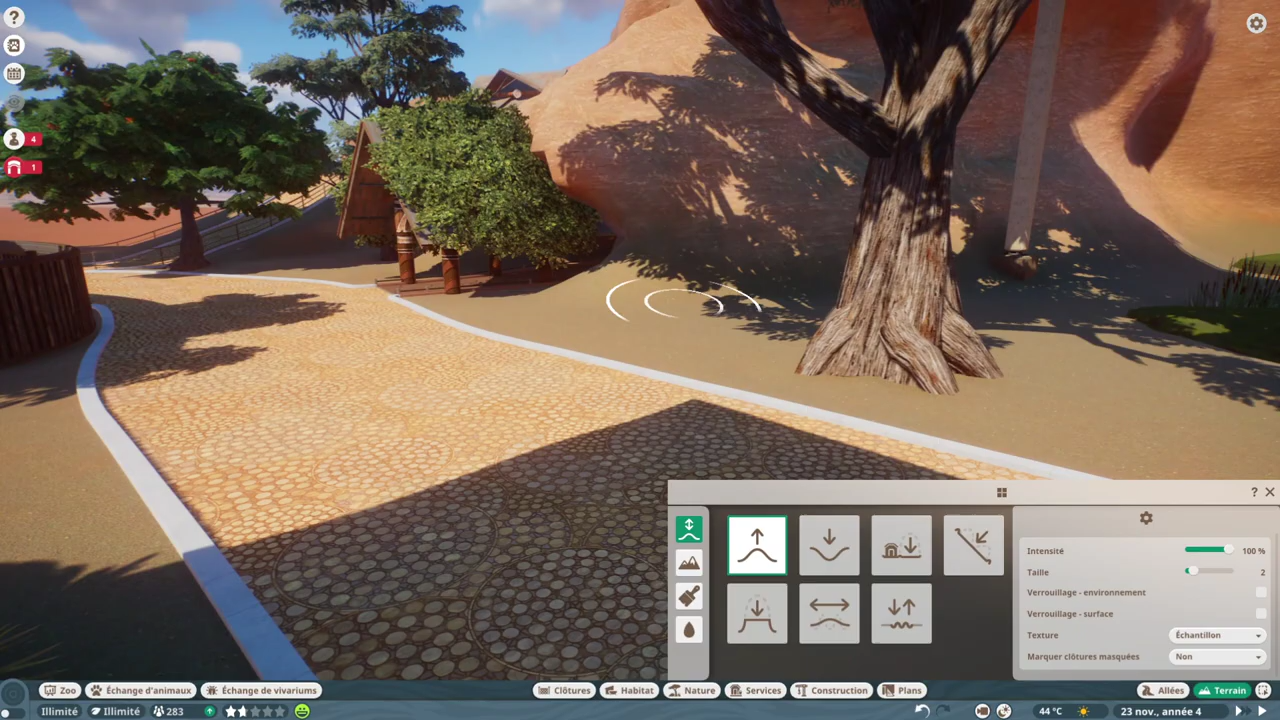 ?
4
1
? ×
Intensité 100 %
Taille 2
Verrouillage - environnement
Verrouillage - surface
Texture Échantillon
Marquer clôtures masquées Non
Zoo Échange d'animaux Échange de vivariums Clôtures Habitat Nature Services Construction Plans Allées Terrain
Illimité Illimité 283 44 °C 23 nov., année 4